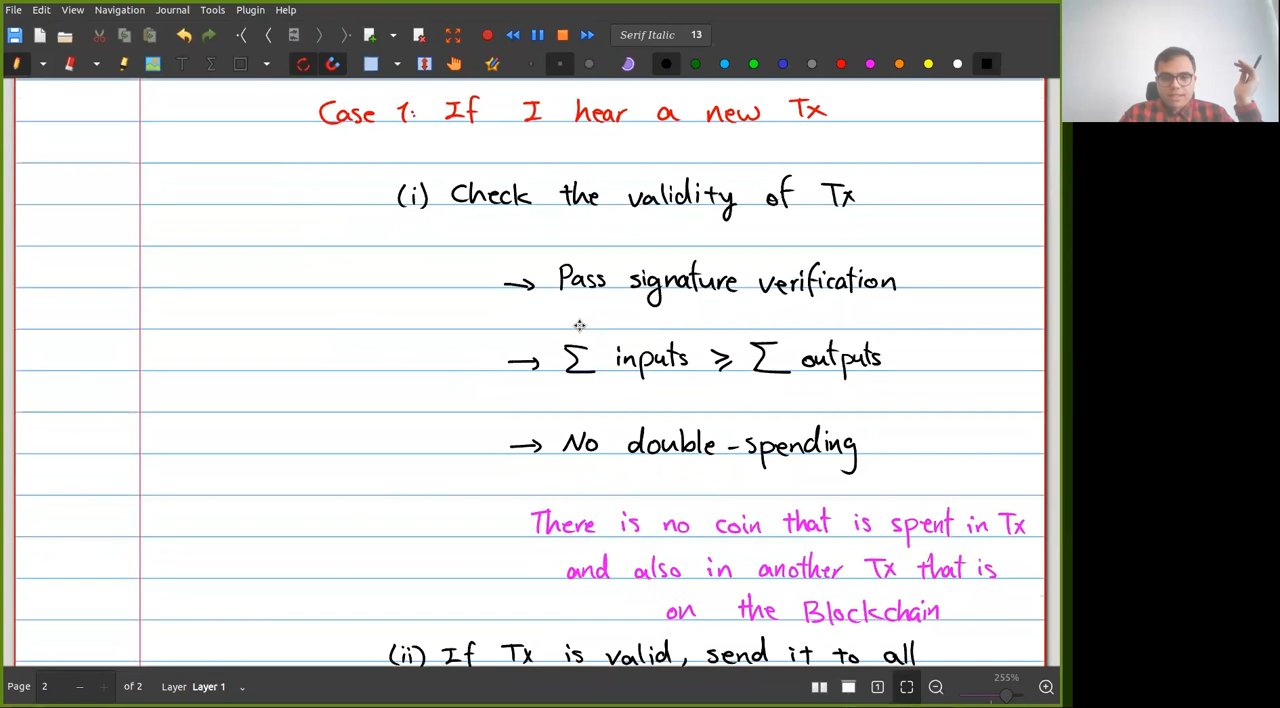 File Edit View Navigation Journal Tools Plugin Help
Serif Italic 13
Case 1: If I hear a new Tx
(i) Check the validity of Tx
→ Pass signature verification
→ Σ inputs ⩾ Σ outputs
→ No double-spending
There is no coin that is spent in Tx
and also in another Tx that is
on the Blockchain
(ii) If Tx is valid, send it to all
Page 2 of 2 Layer Layer 1 255%